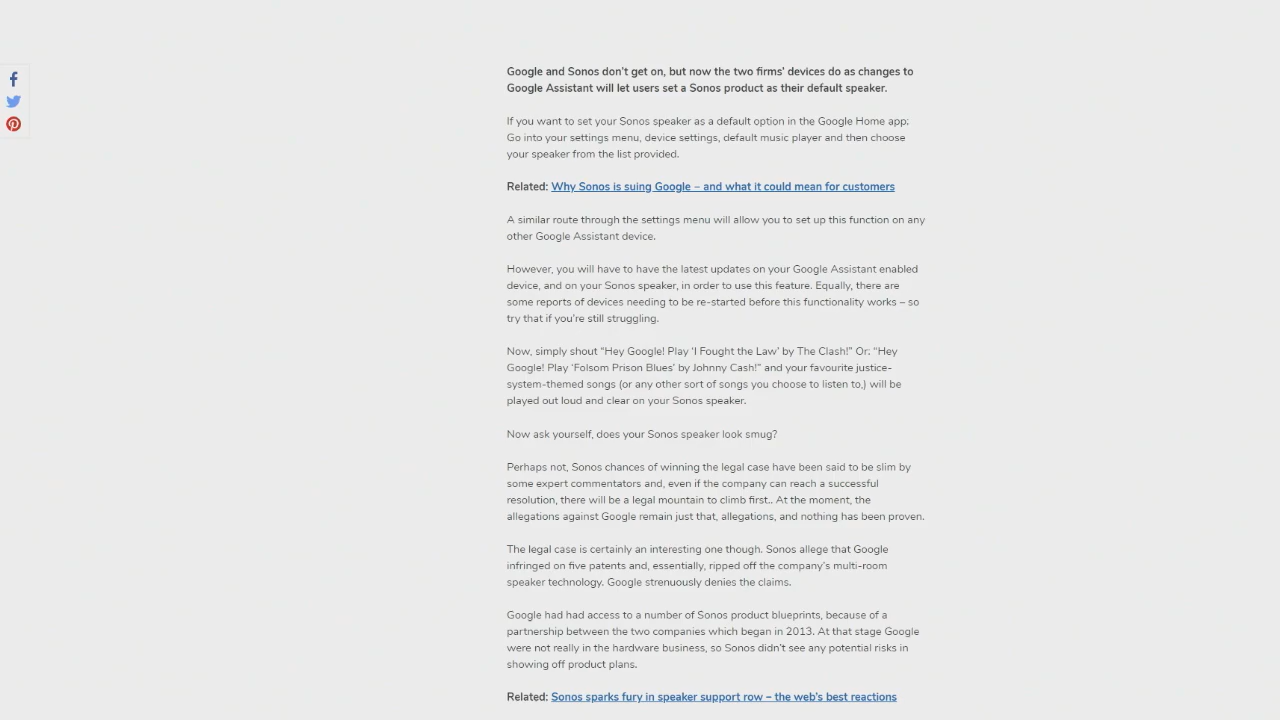 Google and Sonos don't get on, but now the two firms' devices do as changes to
Google Assistant will let users set a Sonos product as their default speaker.
If you want to set your Sonos speaker as a default option in the Google Home app:
Go into your settings menu, device settings, default music player and then choose
your speaker from the list provided.
Related: Why Sonos is suing Google – and what it could mean for customers
A similar route through the settings menu will allow you to set up this function on any
other Google Assistant device.
However, you will have to have the latest updates on your Google Assistant enabled
device, and on your Sonos speaker, in order to use this feature. Equally, there are
some reports of devices needing to be re-started before this functionality works – so
try that if you're still struggling.
Now, simply shout “Hey Google! Play ‘I Fought the Law’ by The Clash!” Or: “Hey
Google! Play ‘Folsom Prison Blues’ by Johnny Cash!” and your favourite justice-
system-themed songs (or any other sort of songs you choose to listen to,) will be
played out loud and clear on your Sonos speaker.
Now ask yourself, does your Sonos speaker look smug?
Perhaps not, Sonos chances of winning the legal case have been said to be slim by
some expert commentators and, even if the company can reach a successful
resolution, there will be a legal mountain to climb first.. At the moment, the
allegations against Google remain just that, allegations, and nothing has been proven.
The legal case is certainly an interesting one though. Sonos allege that Google
infringed on five patents and, essentially, ripped off the company's multi-room
speaker technology. Google strenuously denies the claims.
Google had had access to a number of Sonos product blueprints, because of a
partnership between the two companies which began in 2013. At that stage Google
were not really in the hardware business, so Sonos didn't see any potential risks in
showing off product plans.
Related: Sonos sparks fury in speaker support row – the web's best reactions